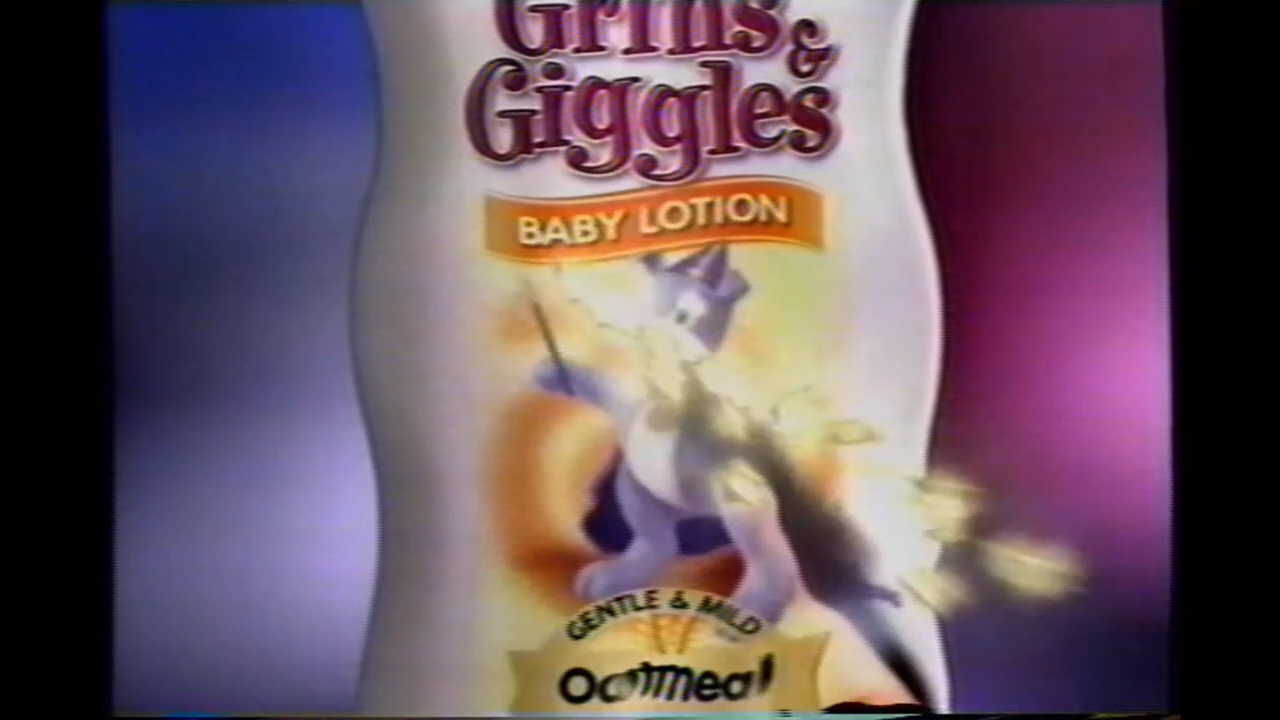 Grins &
Giggles
BABY LOTION
GENTLE & MILD
Oatmeal